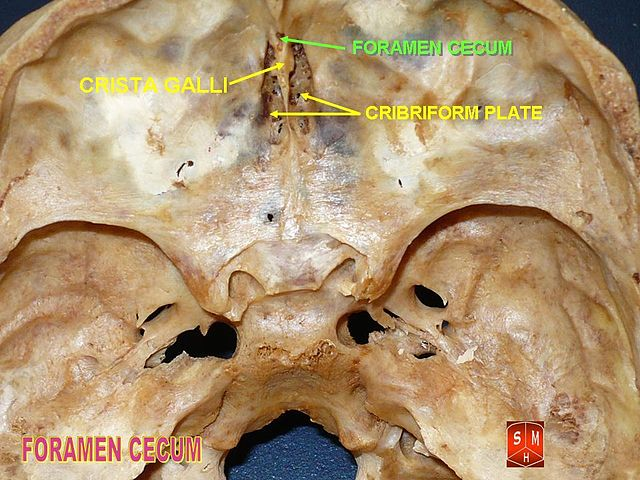 FORAMEN CECUM
CRISTA GALLI
CRIBRIFORM PLATE
FORAMEN CECUM
S M
H